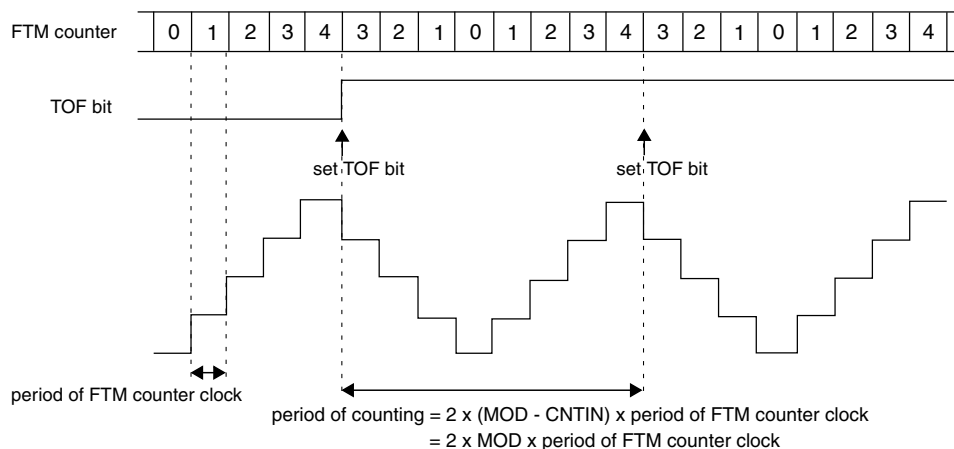 FTM counter 0 1 2 3 4 3 2 1 0 1 2 3 4 3 2 1 0 1 2 3 4
TOF bit
set TOF bit set TOF bit
period of FTM counter clock
period of counting = 2 x (MOD - CNTIN) x period of FTM counter clock
= 2 x MOD x period of FTM counter clock